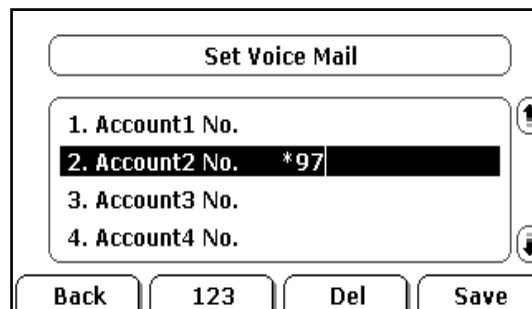 Set Voice Mail
1. Account1 No.
2. Account2 No. *97
3. Account3 No.
4. Account4 No.
Back 123 Del Save